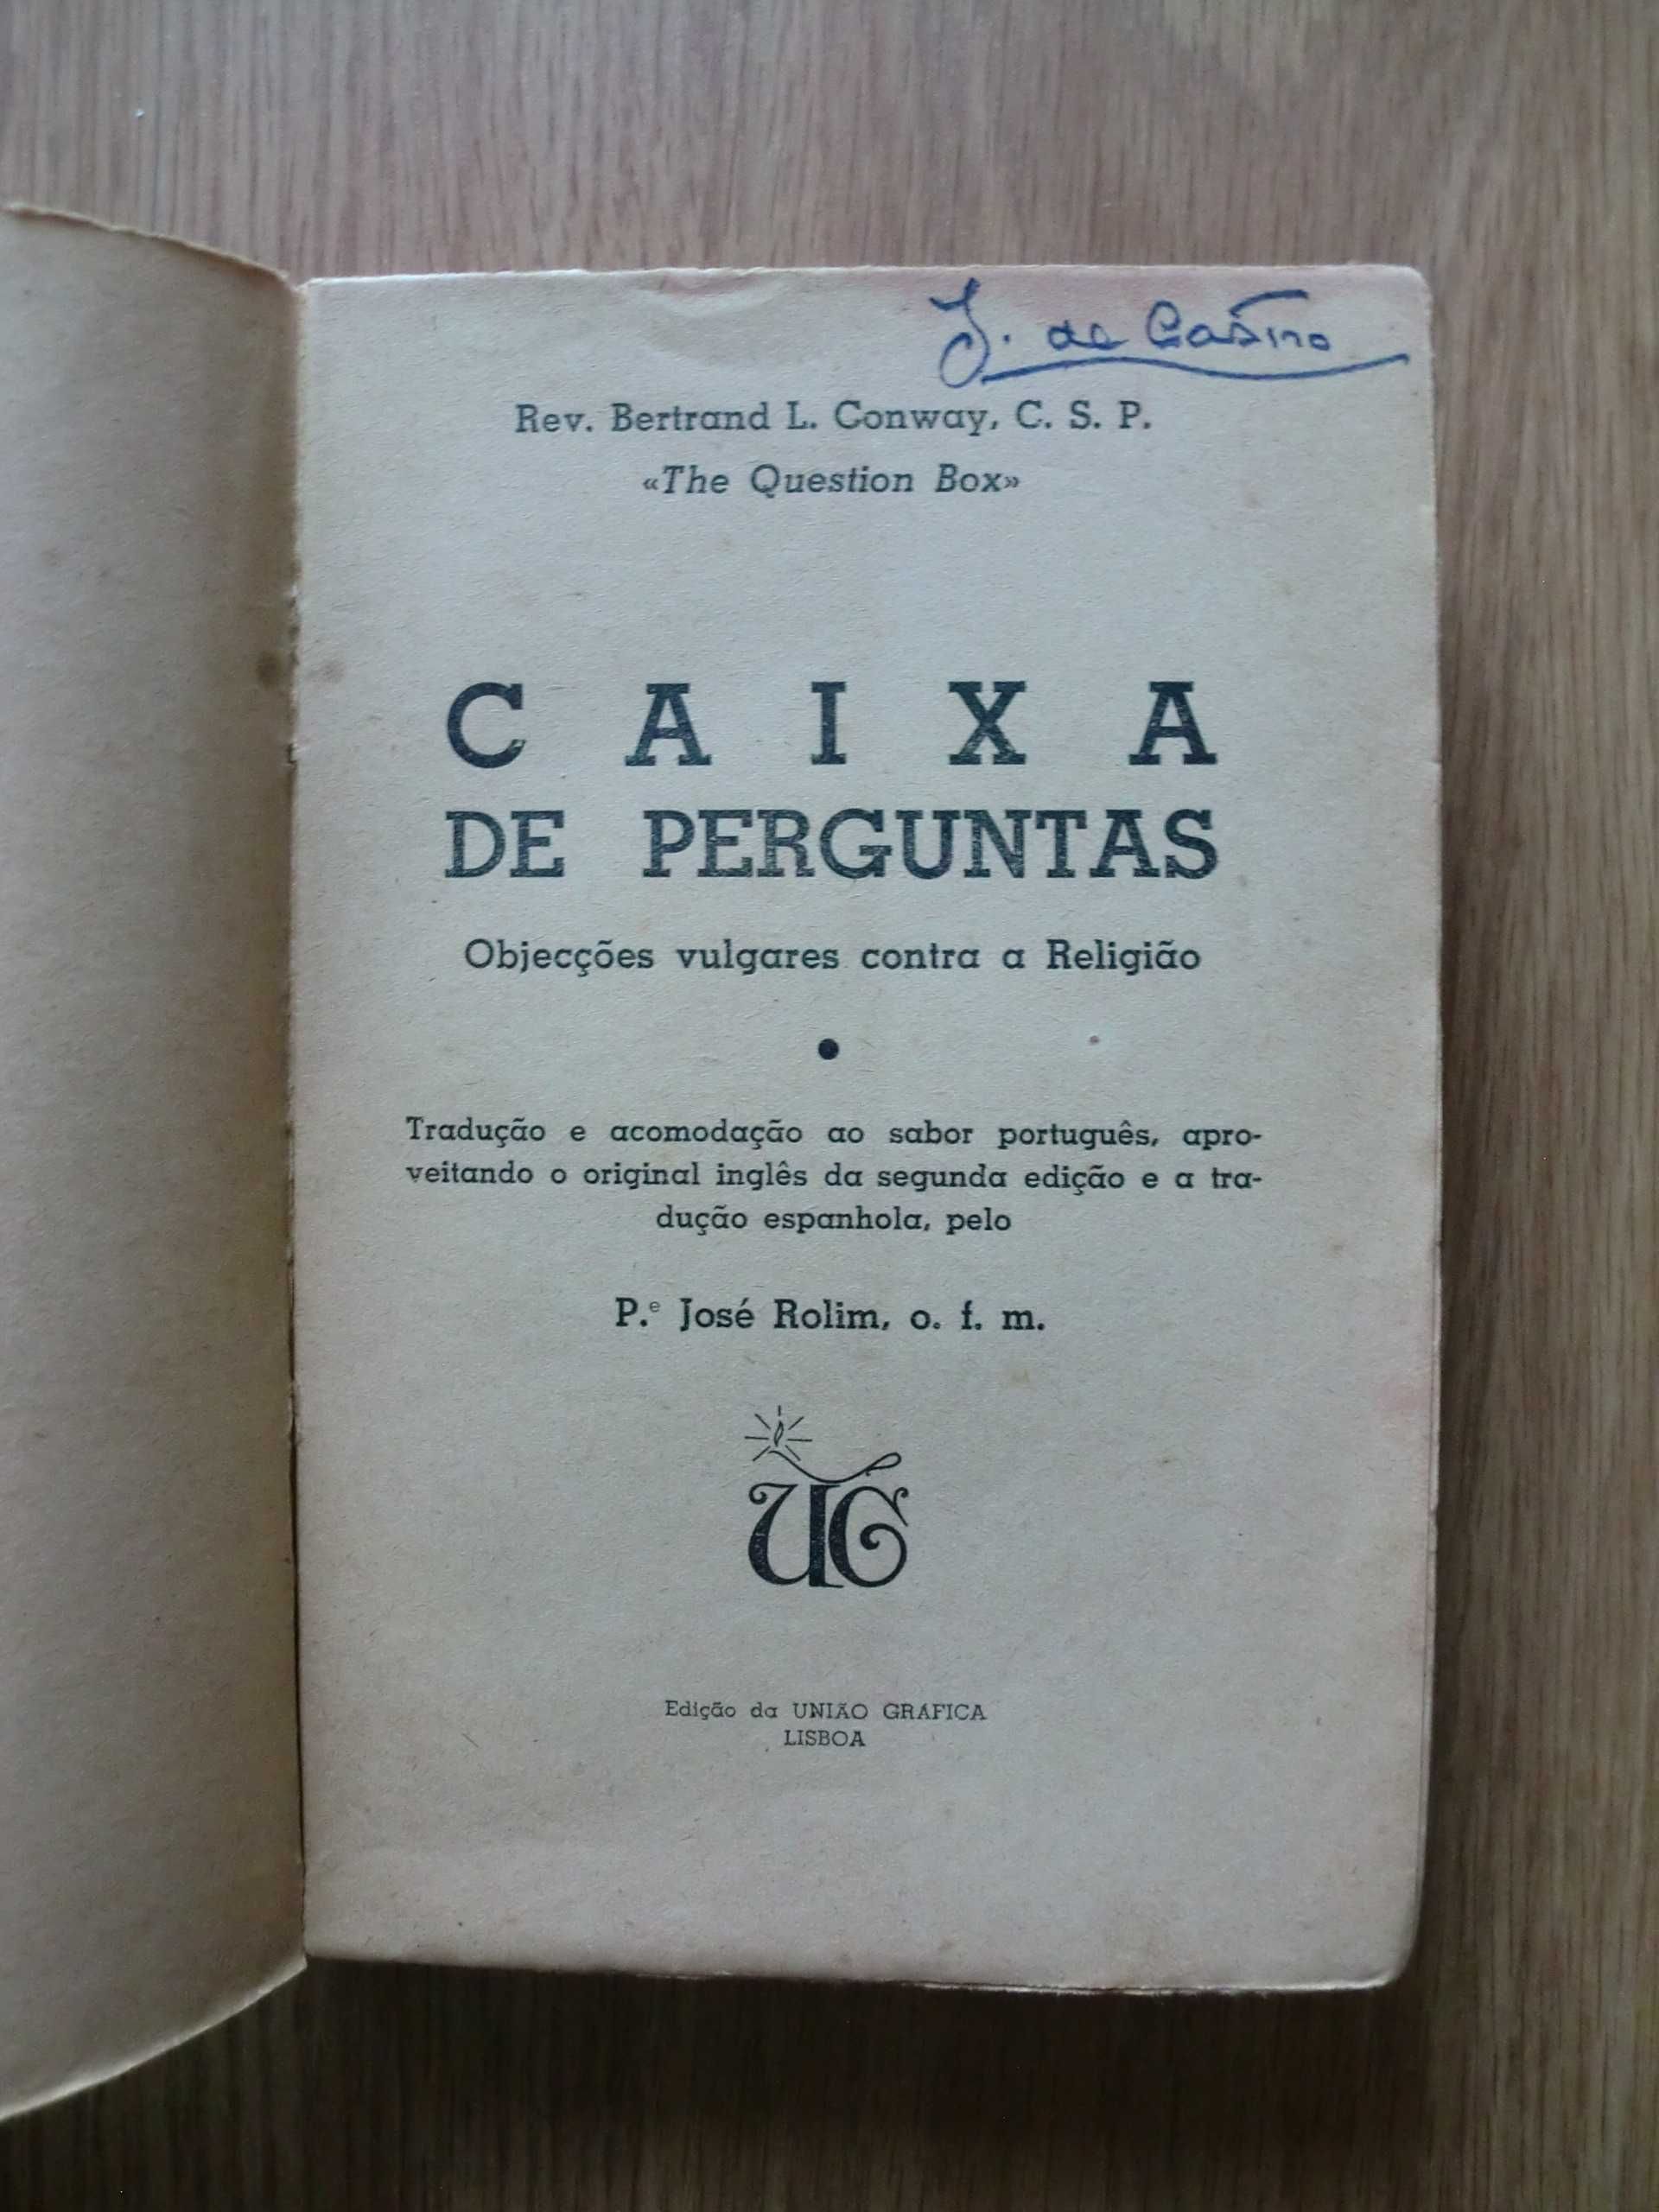 J. de Castro
Rev. Bertrand L. Conway, C. S. P.
«The Question Box»
CAIXA
DE PERGUNTAS
Objecções vulgares contra a Religião
•
Tradução e acomodação ao sabor português, apro-
veitando o original inglês da segunda edição e a tra-
dução espanhola, pelo
P.e José Rolim, o. f. m.
UG
Edição da UNIÃO GRÁFICA
LISBOA